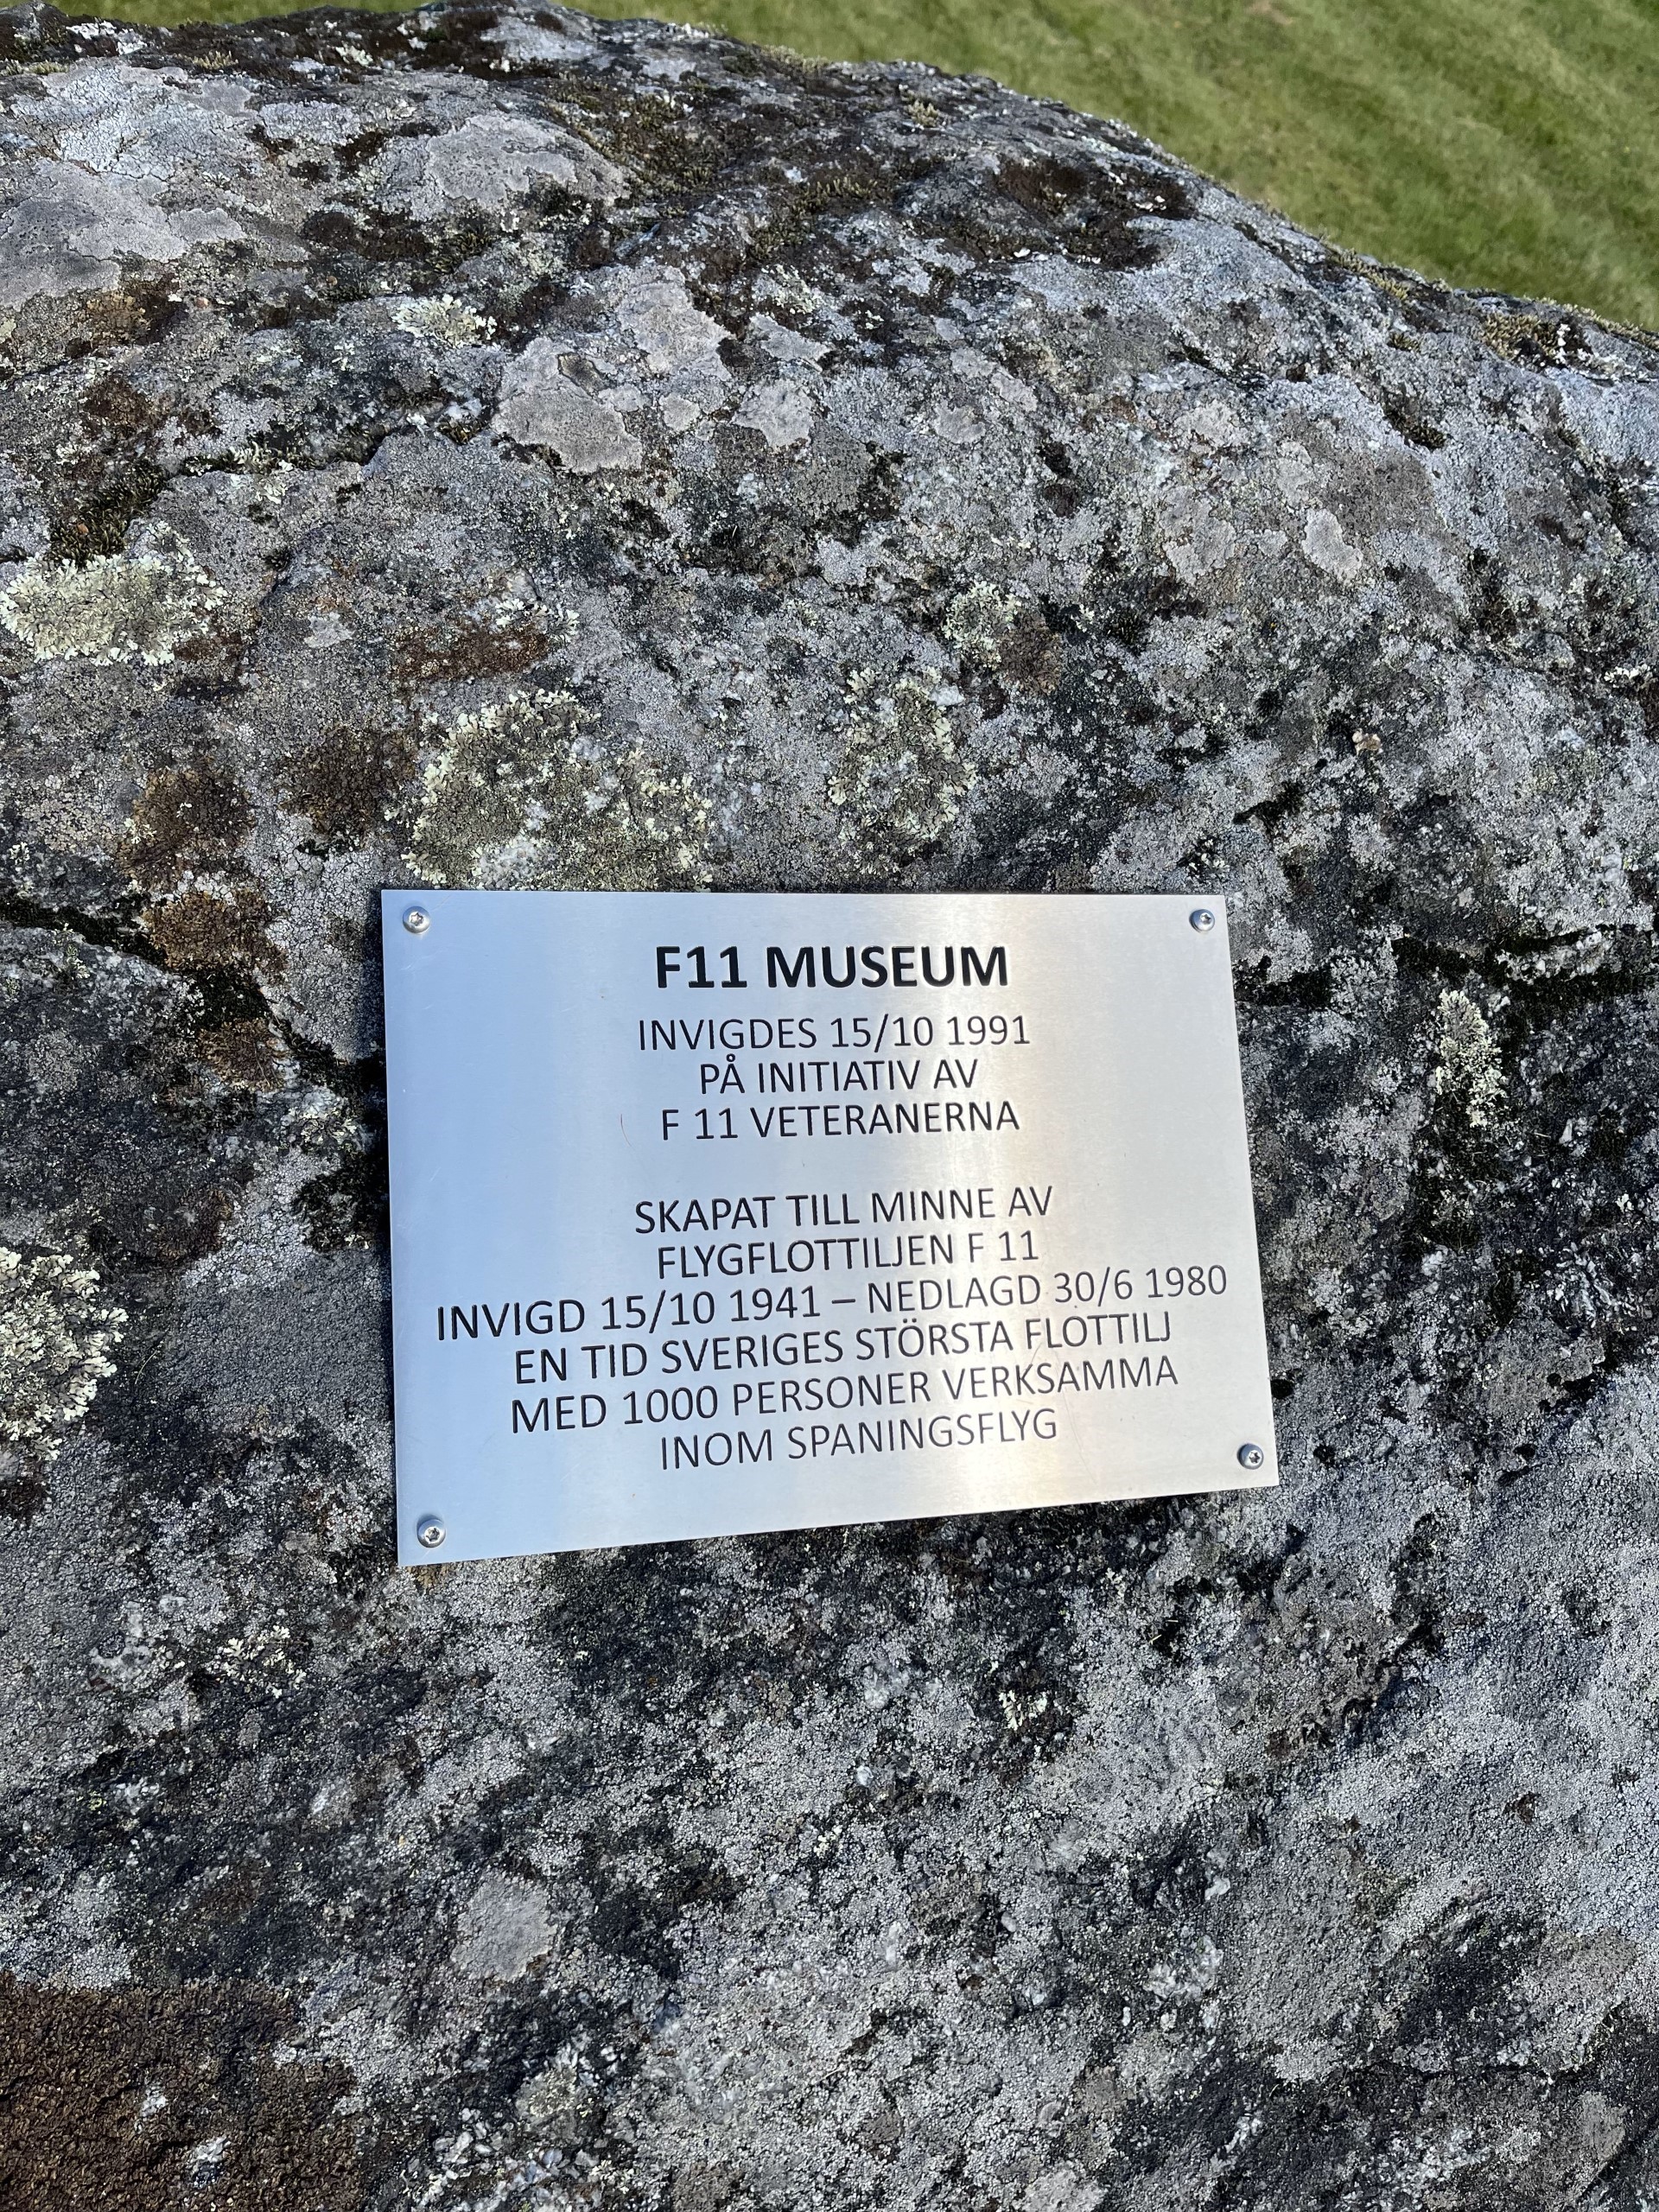 F11 MUSEUM
INVIGDES 15/10 1991
PÅ INITIATIV AV
F 11 VETERANERNA
SKAPAT TILL MINNE AV
FLYGFLOTTILJEN F 11
INVIGD 15/10 1941 – NEDLAGD 30/6 1980
EN TID SVERIGES STÖRSTA FLOTTILJ
MED 1000 PERSONER VERKSAMMA
INOM SPANINGSFLYG